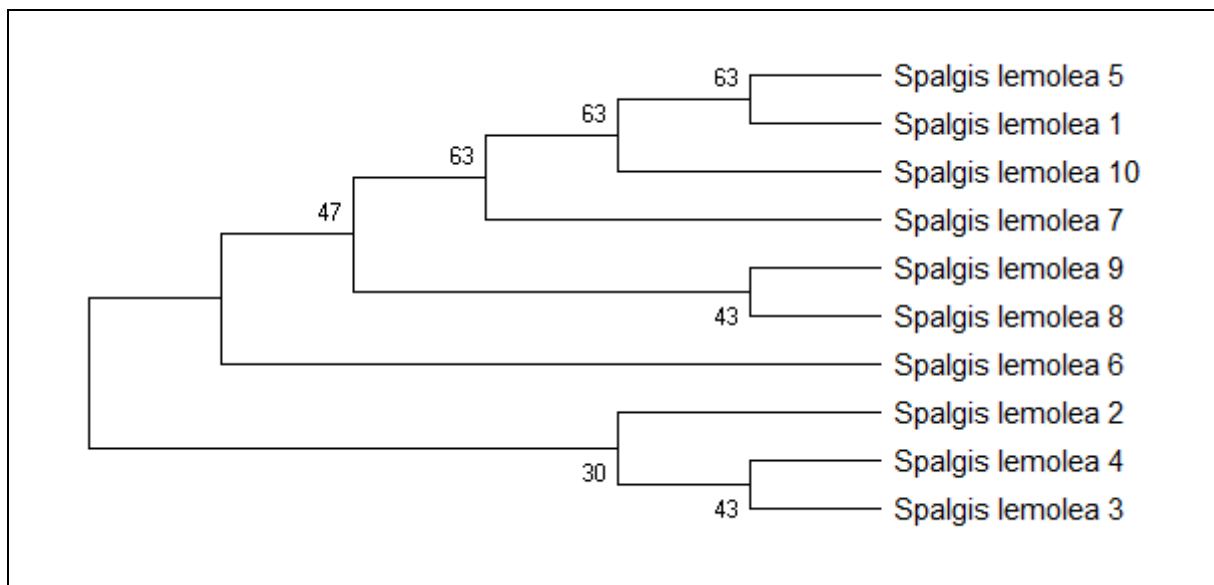 63
Spalgis lemolea 5
63
Spalgis lemolea 1
63
Spalgis lemolea 10
47
Spalgis lemolea 7
Spalgis lemolea 9
43
Spalgis lemolea 8
Spalgis lemolea 6
Spalgis lemolea 2
30
Spalgis lemolea 4
43
Spalgis lemolea 3